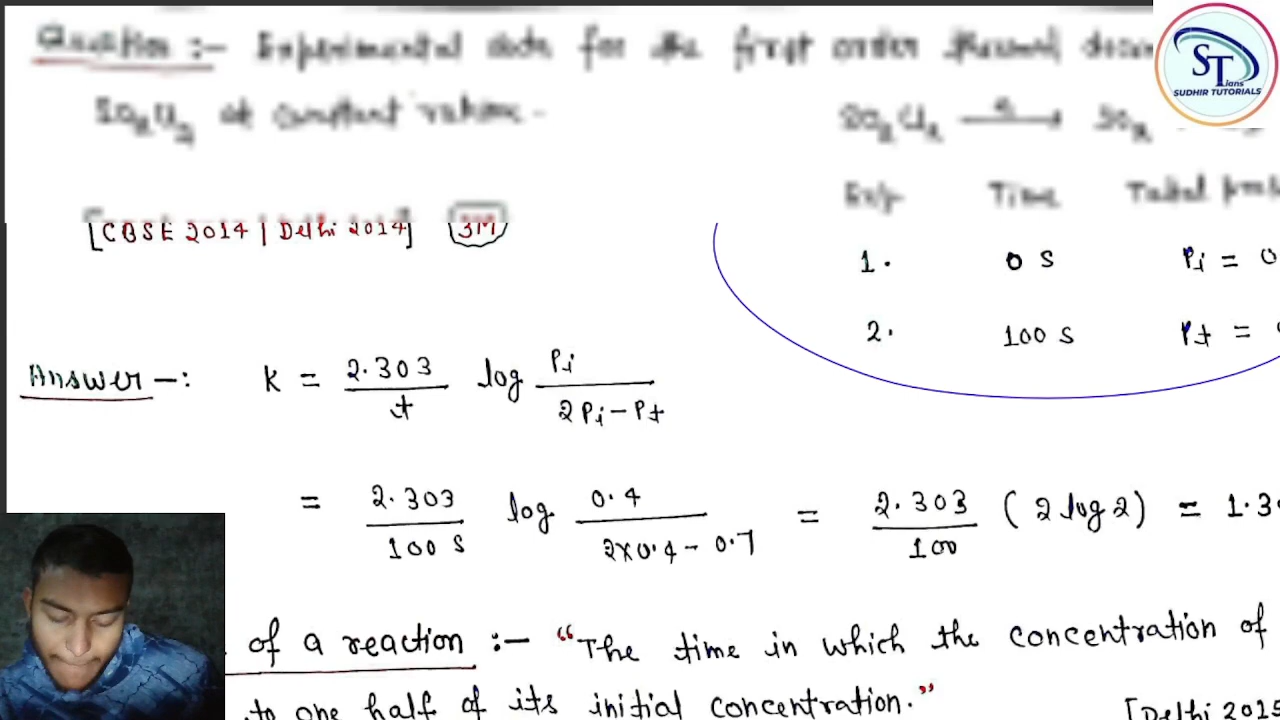 Question :- Experimental data for the first order thermal
SO2Cl2 at constant volume.
SO2Cl2 → SO2
Exp Time Total
ST ians
SUDHIR TUTORIALS
[CBSE 2014 | Delhi 2014] 3M
1. 0 s Pi = 0
2. 100 s Pt =
Answer -: K = 2.303/t log Pi/2Pi-Pt
= 2.303/100 s log 0.4/2×0.4-0.7 = 2.303/100 (2 log 2) = 1.3
of a reaction :- "The time in which the concentration of
to one half of its initial concentration."
[Delhi 2015